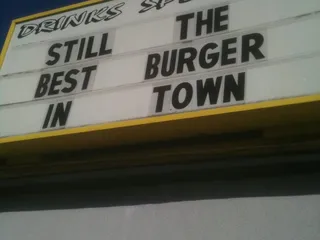 DRINKS
STILL THE
BEST BURGER
IN TOWN